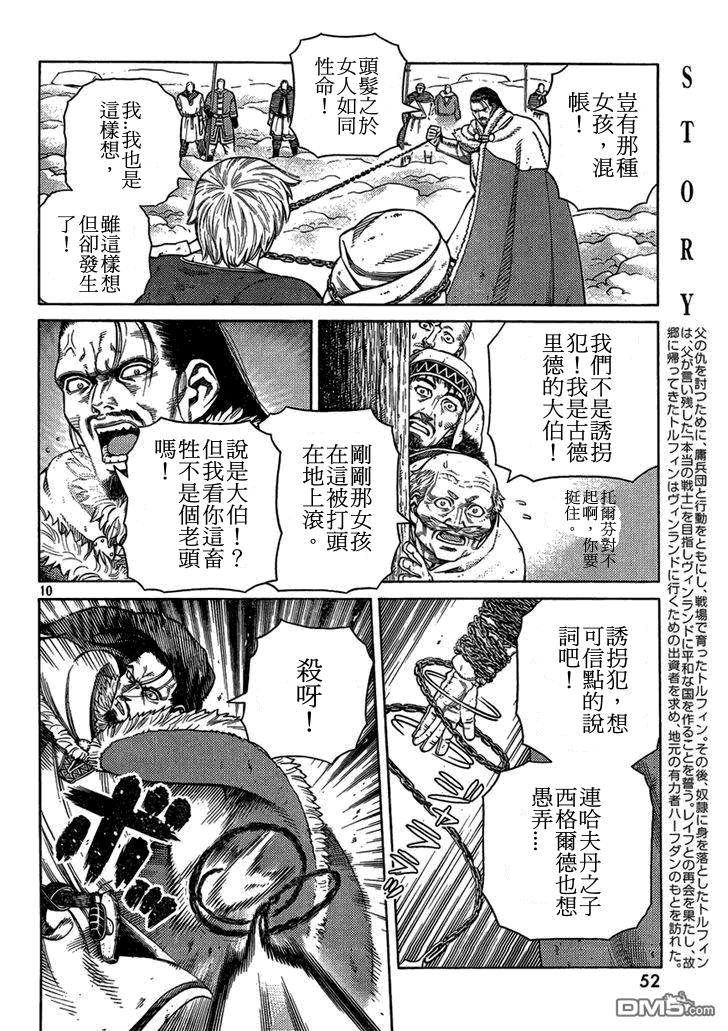 豈有那種
女孩，混
帳！
頭髮之於
女人如同
性命！
我…我也是
這樣想，
雖這樣想
但卻發生
了！
我們不是誘拐
犯！我是古德
里德的大伯！
托爾芬對不
起啊，你要
挺住。
剛剛那女孩
在這被打頭
在地上滾。
說是大伯！？
但我看你這畜
牲不是個老頭
嗎！
誘拐犯，想
可信點的說
詞吧！
連哈夫丹之子
西格爾德也想
愚弄…
殺呀！
ボッ
10
52
STORY
父の仇を討つために、傭兵団と行動をともにし、戦場で育ったトルフィン。その後、奴隷に身を落としたトルフィン
は、父が言い残した「本当の戦士」を目指しヴィンランドに平和な国を作ることを誓う。レイフとの再会を果たし、故
郷に帰ってきたトルフィンはヴィンランドに行くための出資者を求め、地元の有力者ハーフダンのもとを訪れた。
DM5.com